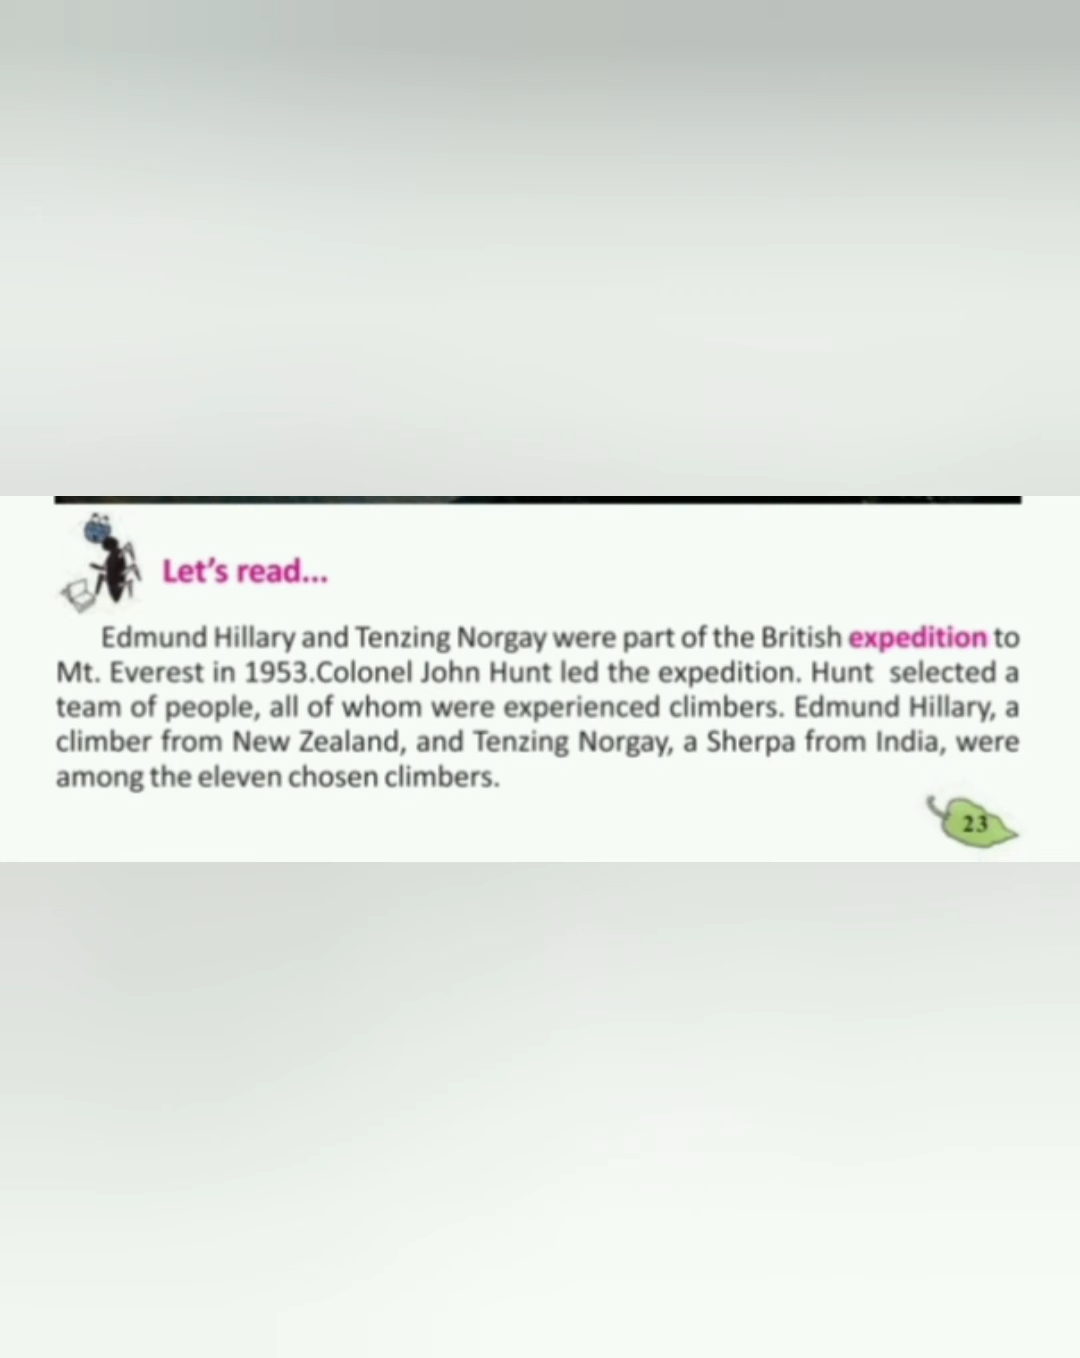 Let's read...
Edmund Hillary and Tenzing Norgay were part of the British expedition to
Mt. Everest in 1953.Colonel John Hunt led the expedition. Hunt selected a
team of people, all of whom were experienced climbers. Edmund Hillary, a
climber from New Zealand, and Tenzing Norgay, a Sherpa from India, were
among the eleven chosen climbers.
23